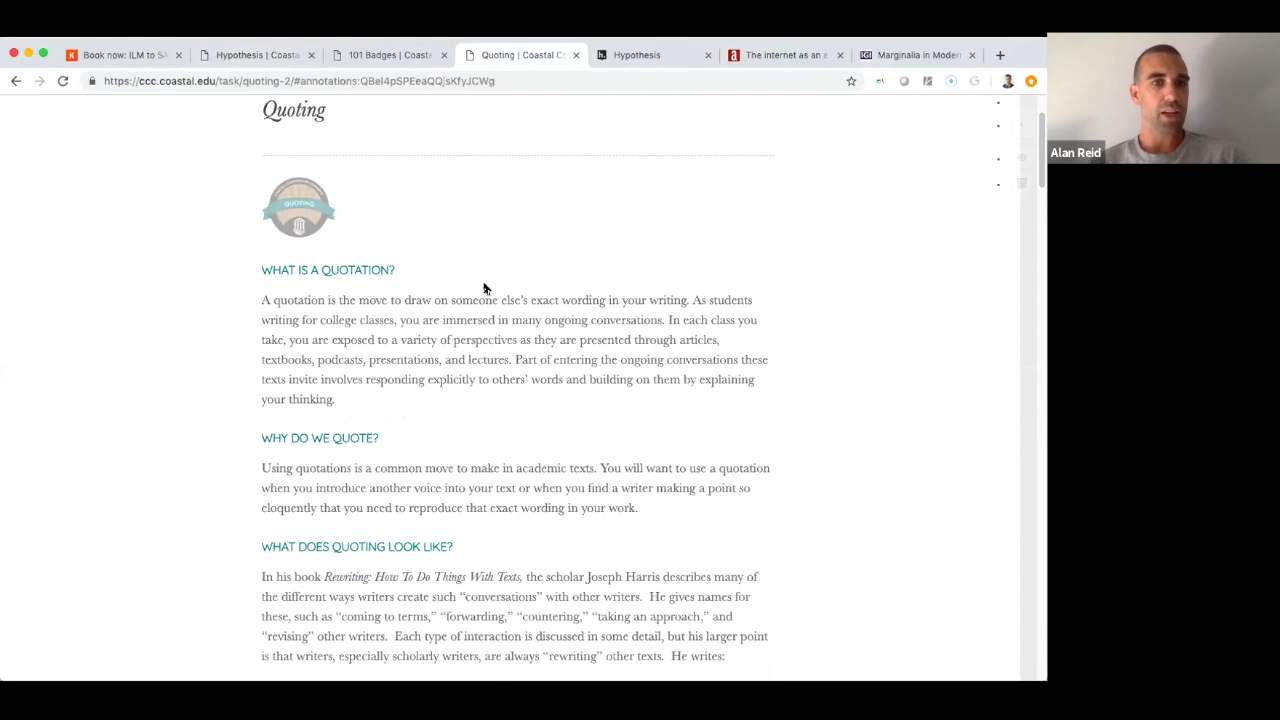 Book now: ILM to SA
Hypothesis | Coasta
101 Badges | Coasta
Quoting | Coastal C
Hypothesis
The internet as an e
Marginalia in Modern
https://ccc.coastal.edu/task/quoting-2/#annotations:QBel4pSPEeaQQjsKfyJCWg
Alan Reid
Quoting
QUOTING
WHAT IS A QUOTATION?
A quotation is the move to draw on someone else’s exact wording in your writing. As students
writing for college classes, you are immersed in many ongoing conversations. In each class you
take, you are exposed to a variety of perspectives as they are presented through articles,
textbooks, podcasts, presentations, and lectures. Part of entering the ongoing conversations these
texts invite involves responding explicitly to others’ words and building on them by explaining
your thinking.
WHY DO WE QUOTE?
Using quotations is a common move to make in academic texts. You will want to use a quotation
when you introduce another voice into your text or when you find a writer making a point so
eloquently that you need to reproduce that exact wording in your work.
WHAT DOES QUOTING LOOK LIKE?
In his book Rewriting: How To Do Things With Texts, the scholar Joseph Harris describes many of
the different ways writers create such “conversations” with other writers. He gives names for
these, such as “coming to terms,” “forwarding,” “countering,” “taking an approach,” and
“revising” other writers. Each type of interaction is discussed in some detail, but his larger point
is that writers, especially scholarly writers, are always “rewriting” other texts. He writes: